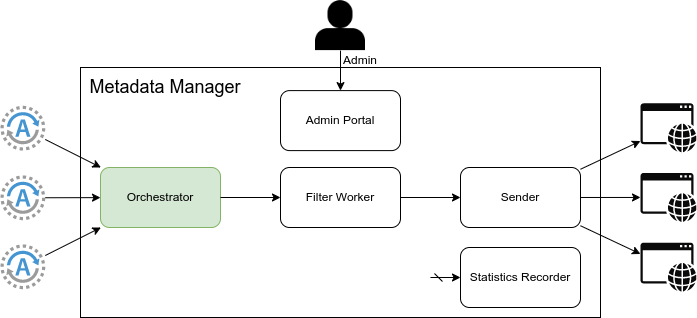 Admin
Metadata Manager
Admin Portal
A
A
A
Orchestrator
Filter Worker
Sender
Statistics Recorder